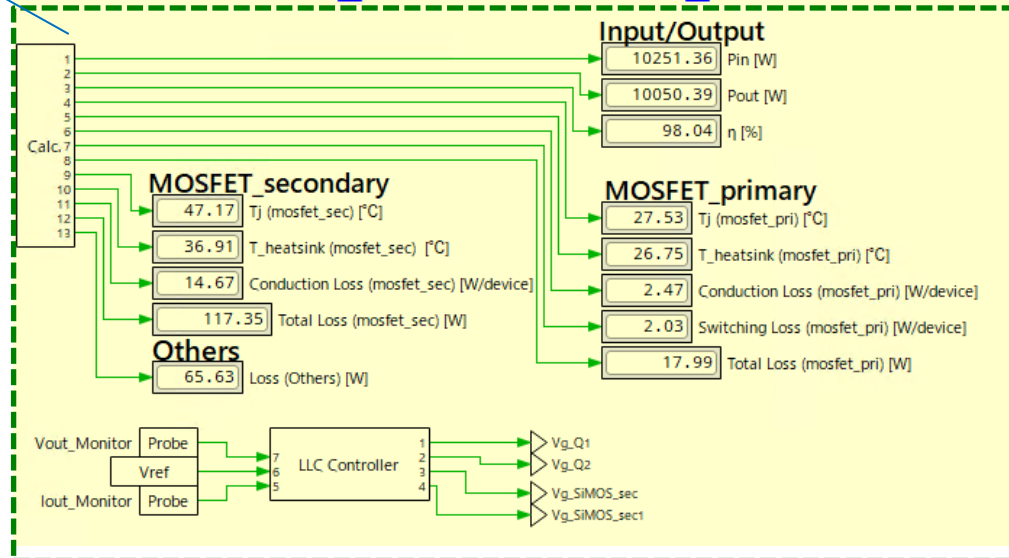 Input/Output
10251.36 Pin [W]
10050.39 Pout [W]
98.04 η [%]
Calc.
1
2
3
4
5
6
7
8
9
10
11
12
13
MOSFET_secondary
47.17 Tj (mosfet_sec) [°C]
36.91 T_heatsink (mosfet_sec) [°C]
14.67 Conduction Loss (mosfet_sec) [W/device]
117.35 Total Loss (mosfet_sec) [W]
MOSFET_primary
27.53 Tj (mosfet_pri) [°C]
26.75 T_heatsink (mosfet_pri) [°C]
2.47 Conduction Loss (mosfet_pri) [W/device]
2.03 Switching Loss (mosfet_pri) [W/device]
17.99 Total Loss (mosfet_pri) [W]
Others
65.63 Loss (Others) [W]
Vout_Monitor Probe
Vref
Iout_Monitor Probe
7
6
5
LLC Controller
1
2
3
4
Vg_Q1
Vg_Q2
Vg_SiMOS_sec
Vg_SiMOS_sec1